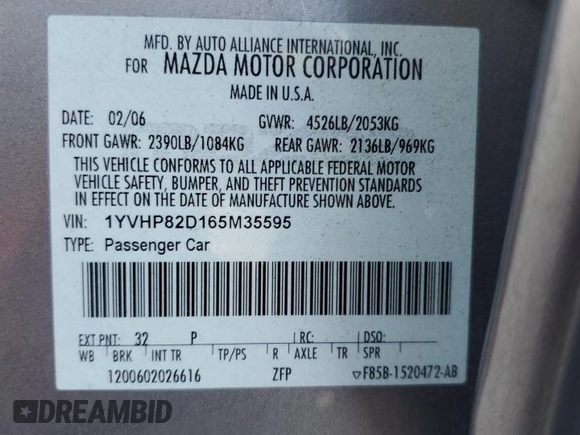 MFD. BY AUTO ALLIANCE INTERNATIONAL, INC.
FOR MAZDA MOTOR CORPORATION
MADE IN U.S.A.
DATE: 02/06 GVWR: 4526LB/2053KG
FRONT GAWR: 2390LB/1084KG REAR GAWR: 2136LB/969KG
THIS VEHICLE CONFORMS TO ALL APPLICABLE FEDERAL MOTOR
VEHICLE SAFETY, BUMPER, AND THEFT PREVENTION STANDARDS
IN EFFECT ON THE DATE OF MANUFACTURE SHOWN ABOVE.
VIN: 1YVHP82D165M35595
TYPE: Passenger Car
EXT PNT: 32 P RC: DSO:
WB BRK INT TR TP/PS R AXLE TR SPR
1200602026616 ZFP ▽F85B-1520472-AB
DREAMBID